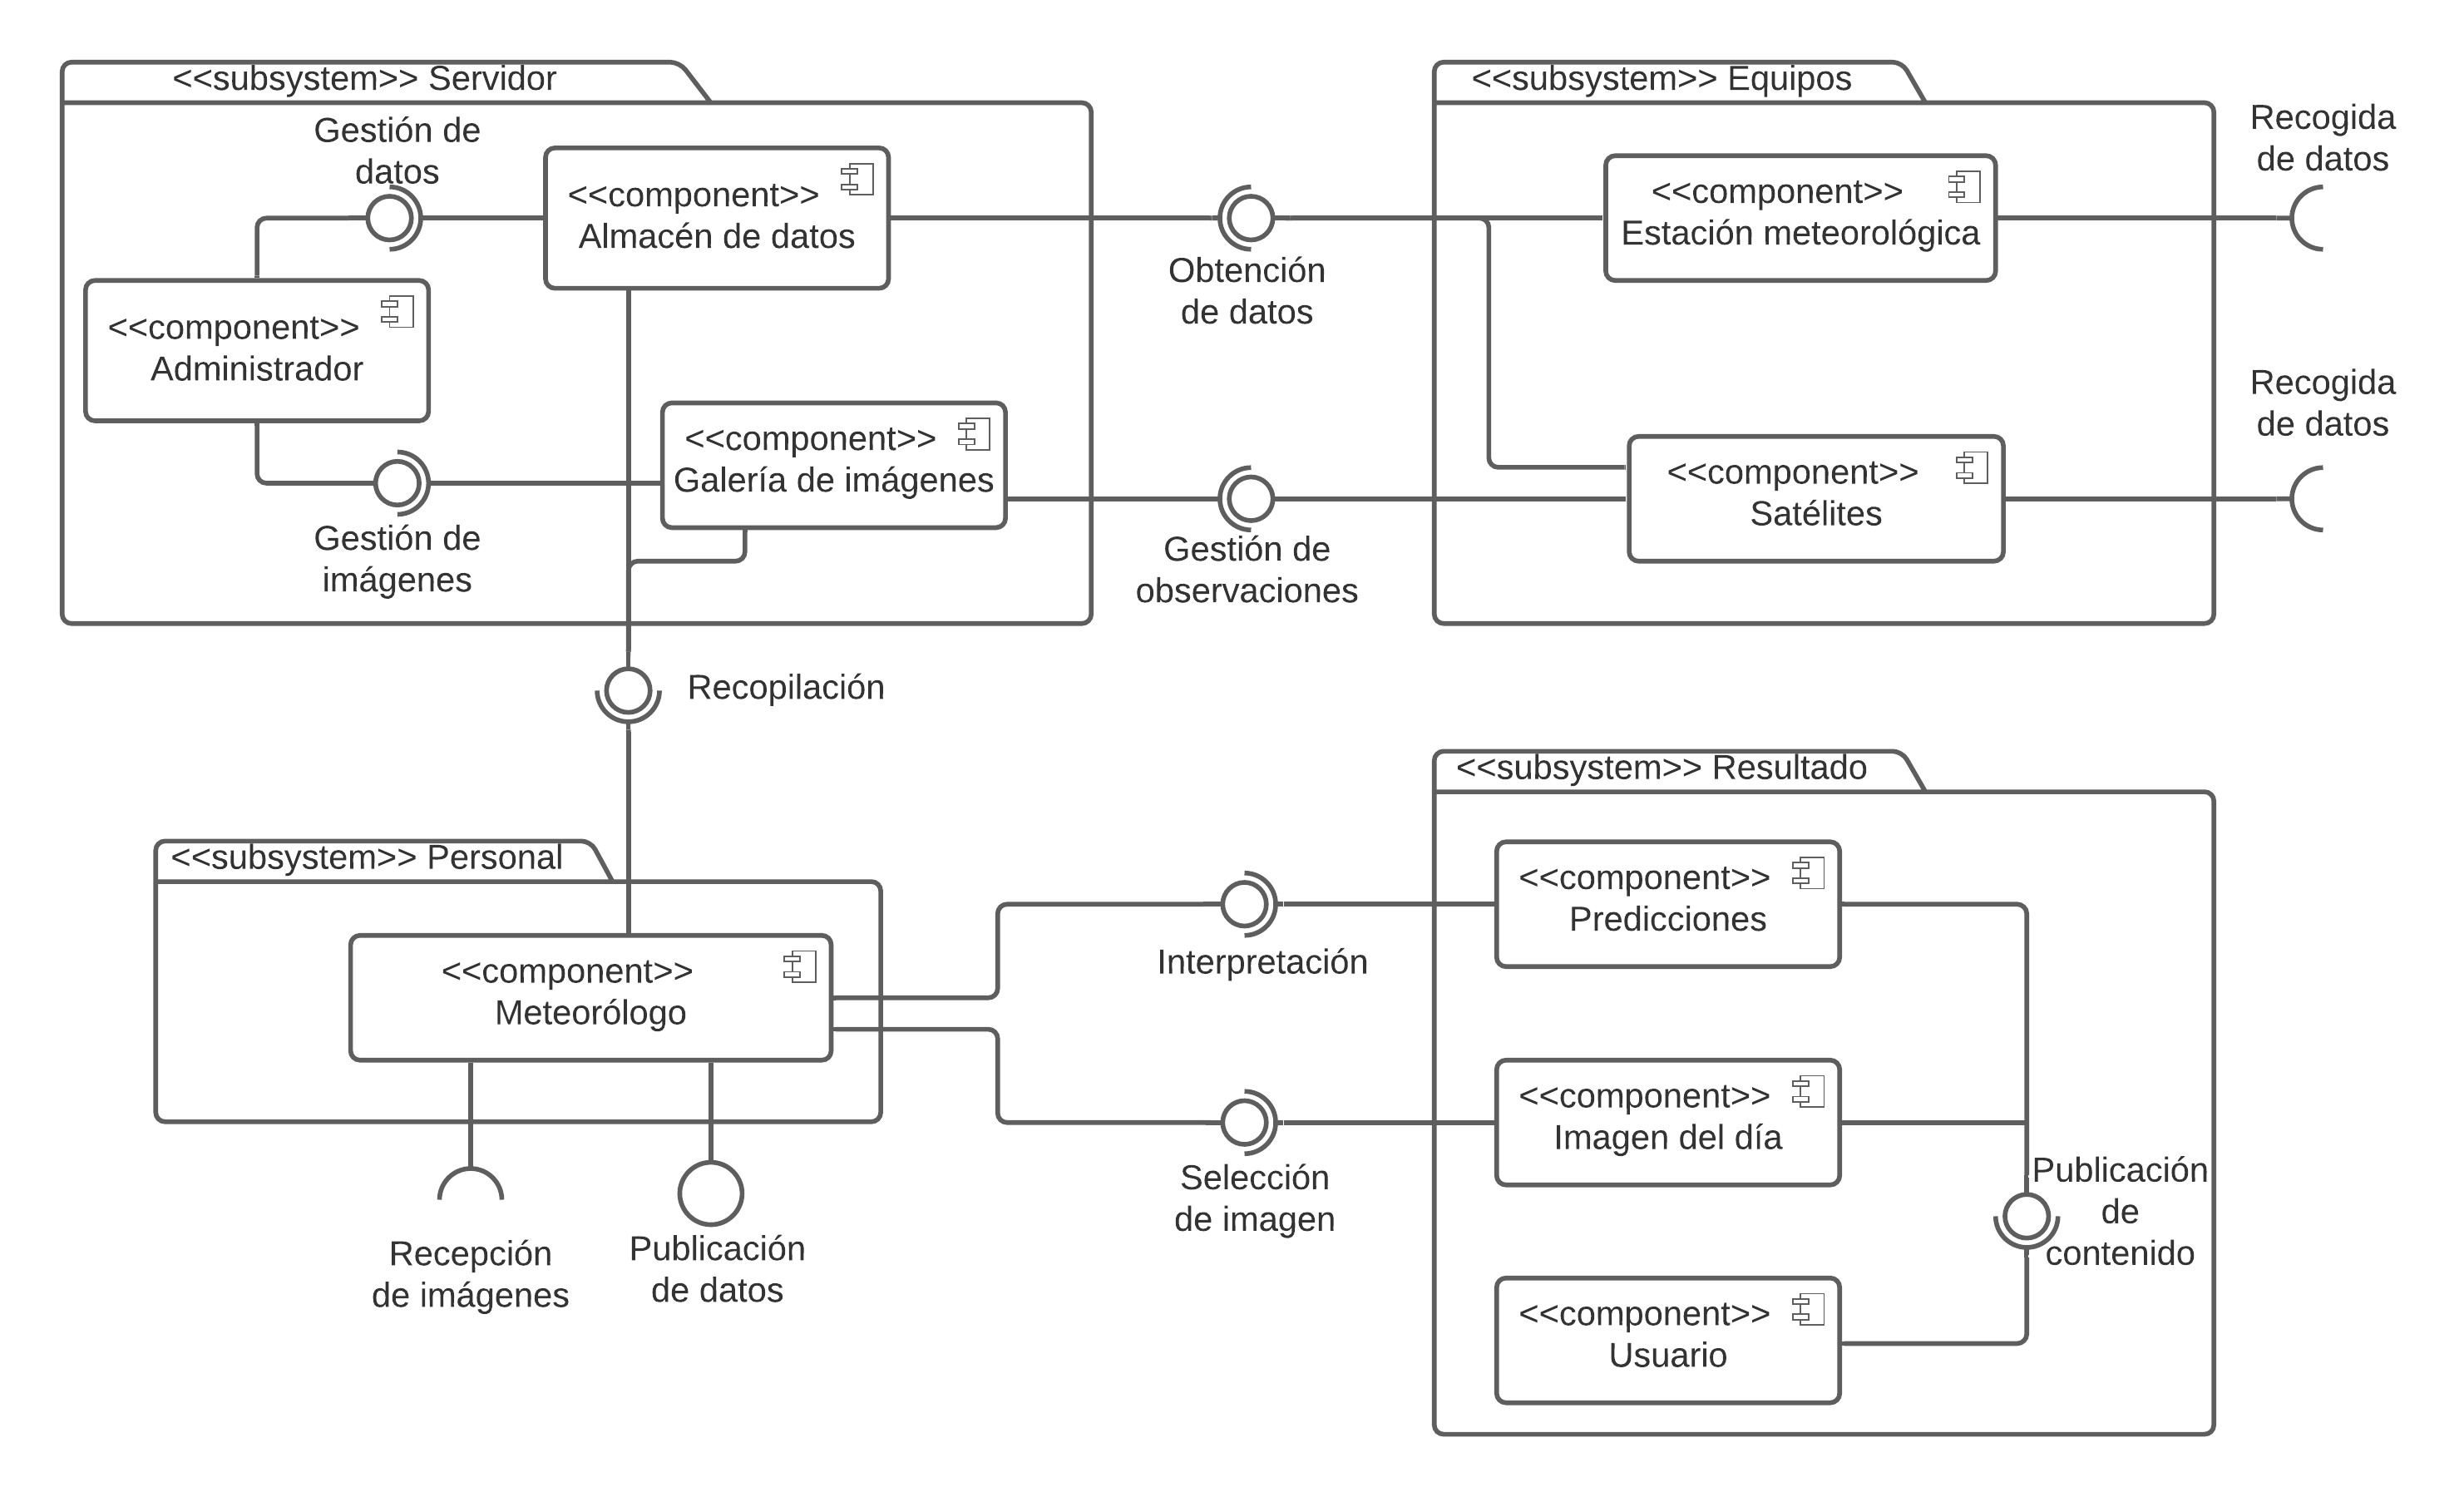 <<subsystem>> Servidor
Gestión de
datos
<<component>>
Almacén de datos
<<component>>
Administrador
<<component>>
Galería de imágenes
Gestión de
imágenes
Obtención
de datos
Gestión de
observaciones
<<subsystem>> Equipos
<<component>>
Estación meteorológica
<<component>>
Satélites
Recogida
de datos
Recogida
de datos
Recopilación
<<subsystem>> Personal
<<component>>
Meteorólogo
Recepción
de imágenes
Publicación
de datos
Interpretación
Selección
de imagen
<<subsystem>> Resultado
<<component>>
Predicciones
<<component>>
Imagen del día
<<component>>
Usuario
Publicación
de
contenido